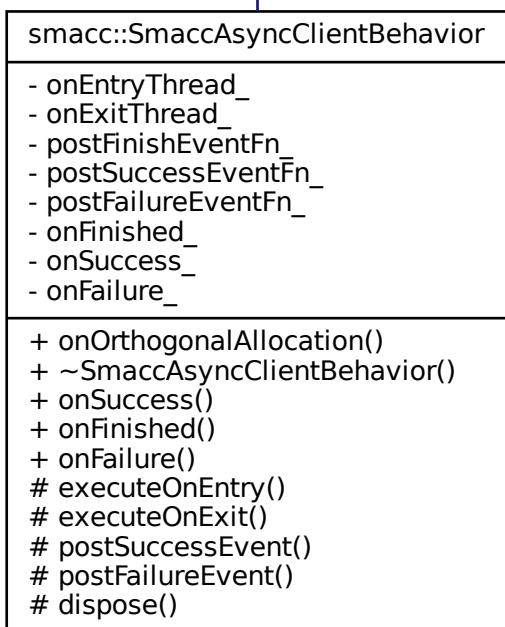 smacc::SmaccAsyncClientBehavior
- onEntryThread_
- onExitThread_
- postFinishEventFn_
- postSuccessEventFn_
- postFailureEventFn_
- onFinished_
- onSuccess_
- onFailure_
+ onOrthogonalAllocation()
+ ~SmaccAsyncClientBehavior()
+ onSuccess()
+ onFinished()
+ onFailure()
# executeOnEntry()
# executeOnExit()
# postSuccessEvent()
# postFailureEvent()
# dispose()